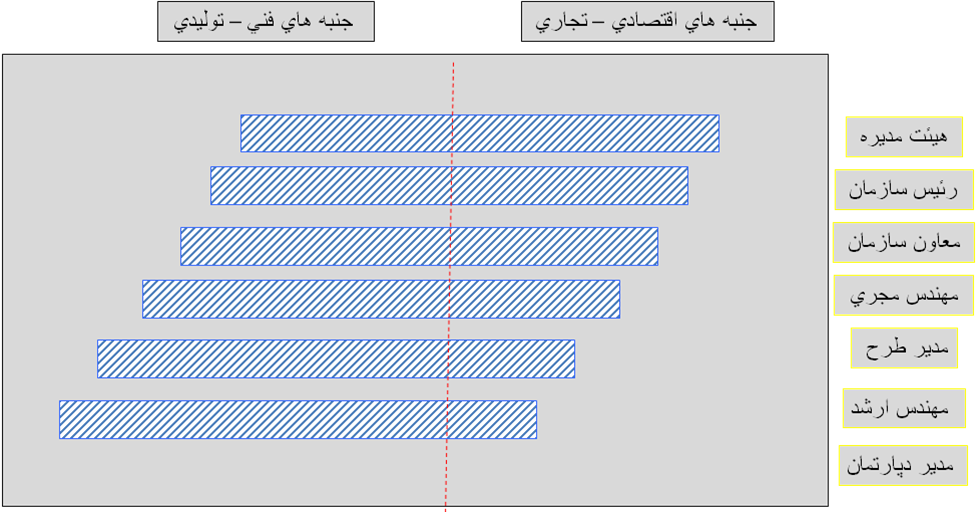 جنبه هاي اقتصادي – تجاري
جنبه هاي فني – توليدي
هيئت مديره
رئيس سازمان
معاون سازمان
مهندس مجري
مدير طرح
مهندس ارشد
مدير دپارتمان